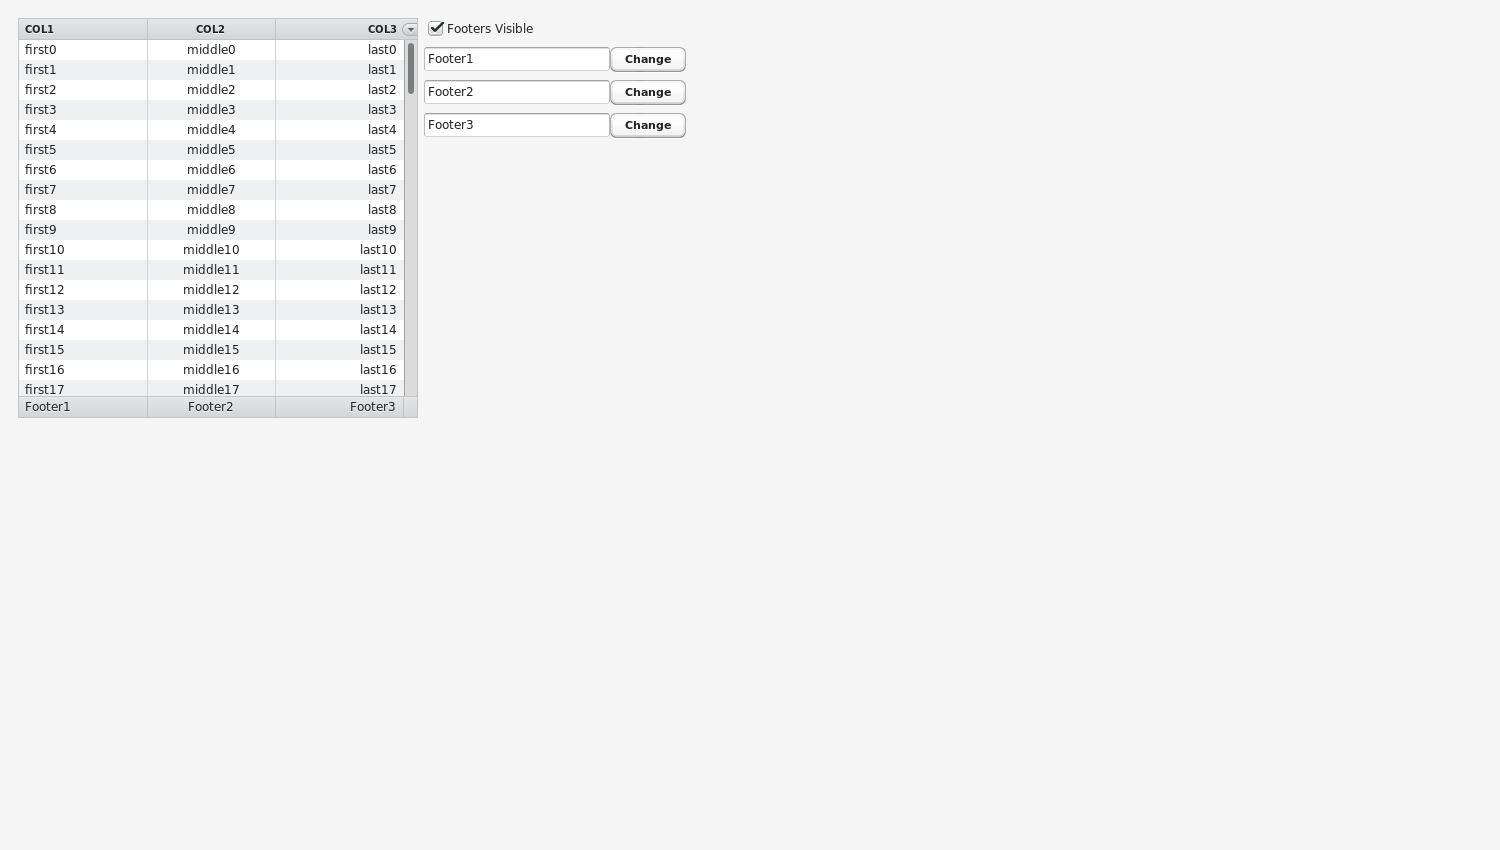 COL1 COL2 COL3
first0 middle0 last0
first1 middle1 last1
first2 middle2 last2
first3 middle3 last3
first4 middle4 last4
first5 middle5 last5
first6 middle6 last6
first7 middle7 last7
first8 middle8 last8
first9 middle9 last9
first10 middle10 last10
first11 middle11 last11
first12 middle12 last12
first13 middle13 last13
first14 middle14 last14
first15 middle15 last15
first16 middle16 last16
first17 middle17 last17
Footer1 Footer2 Footer3
Footers Visible
Footer1 Change
Footer2 Change
Footer3 Change